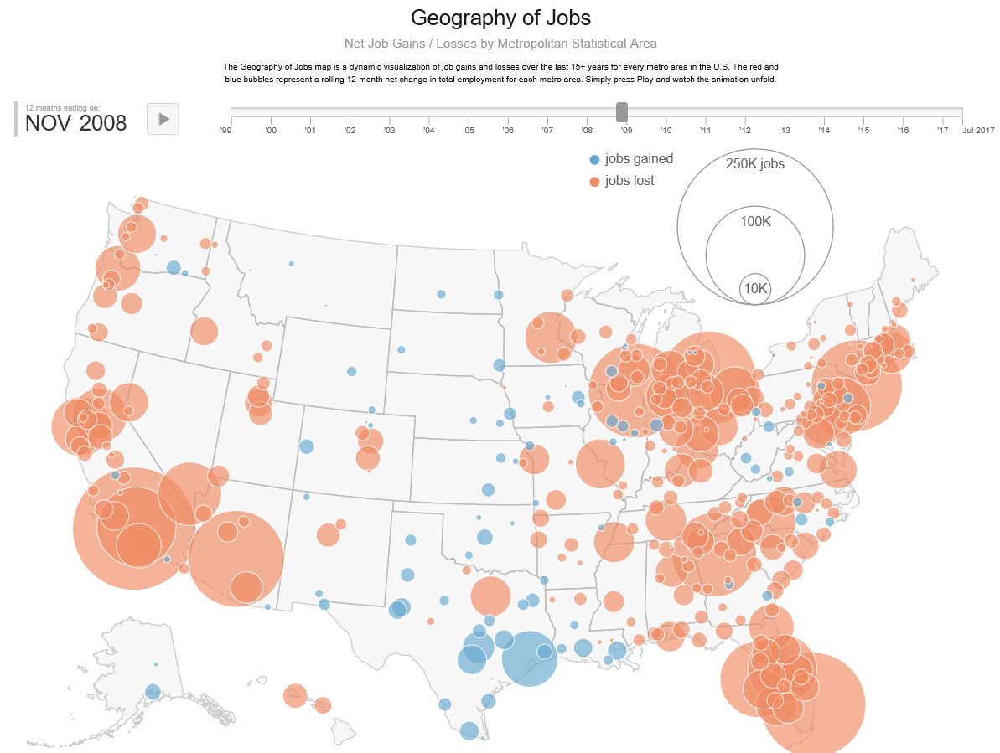 Geography of Jobs
Net Job Gains / Losses by Metropolitan Statistical Area
The Geography of Jobs map is a dynamic visualization of job gains and losses over the last 15+ years for every metro area in the U.S. The red and
blue bubbles represent a rolling 12-month net change in total employment for each metro area. Simply press Play and watch the animation unfold.
12 months ending on:
NOV 2008
'99 '00 '01 '02 '03 '04 '05 '06 '07 '08 '09 '10 '11 '12 '13 '14 '15 '16 '17 Jul 2017
jobs gained
jobs lost
250K jobs
100K
10K